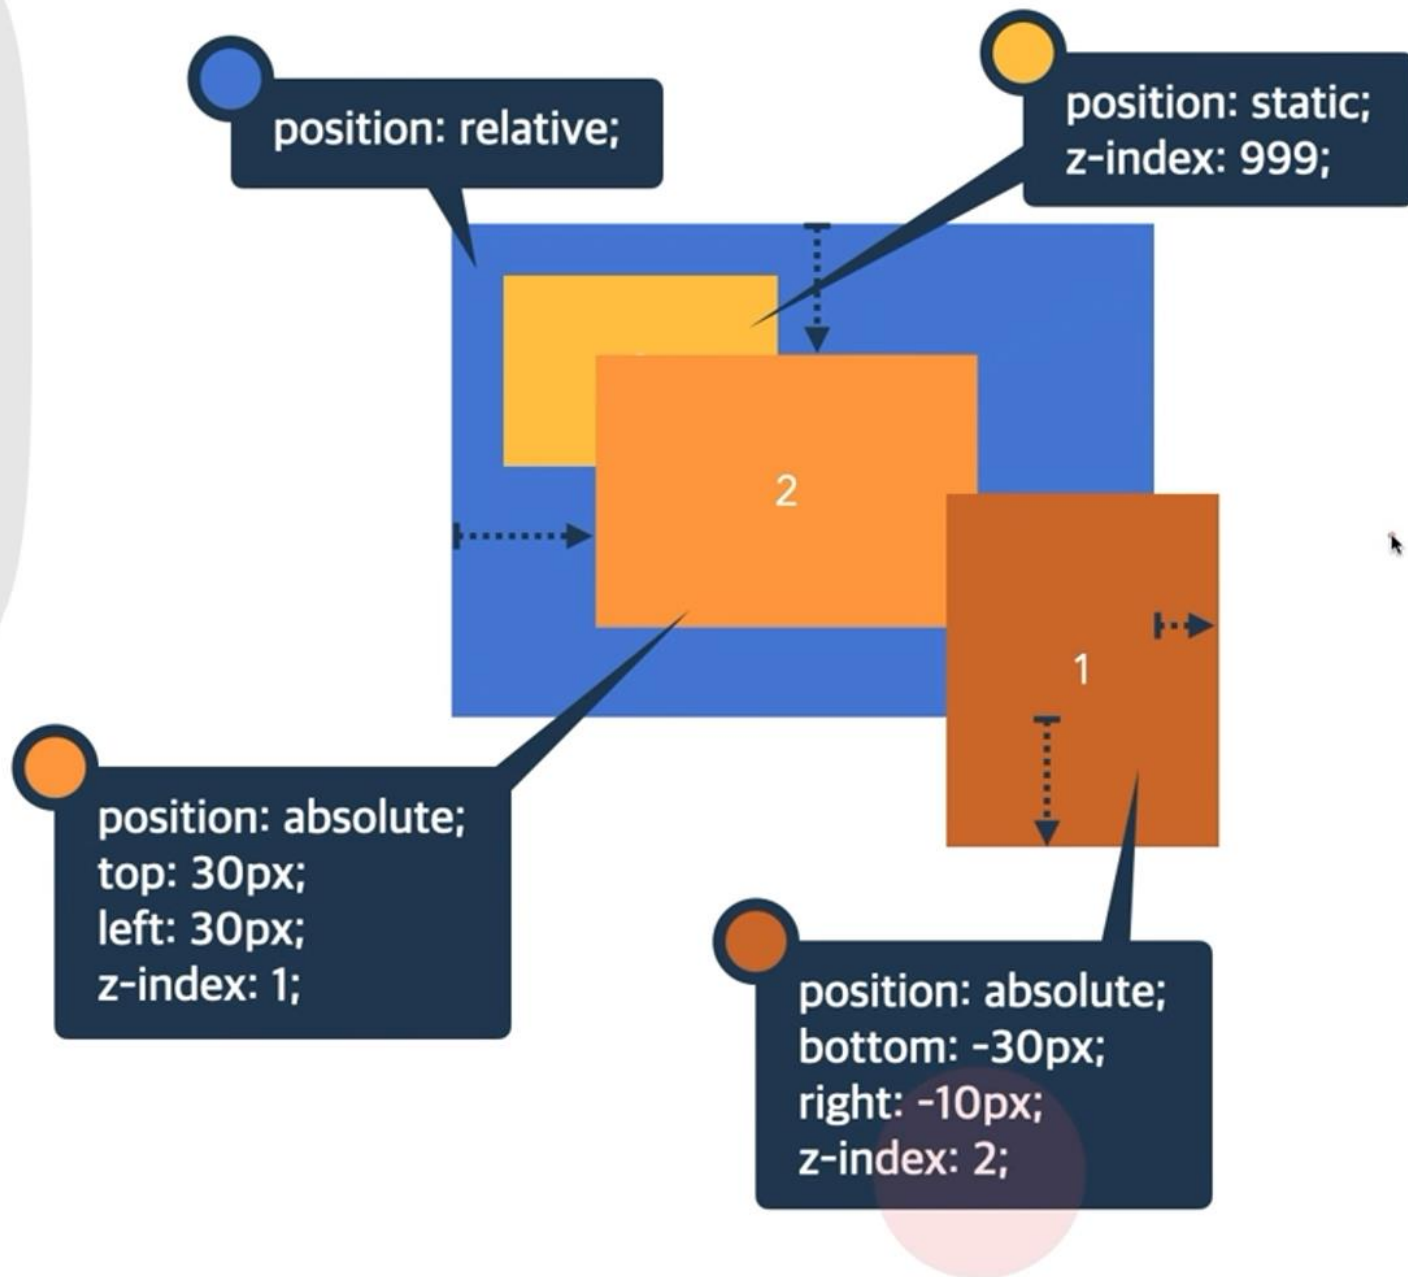 position: relative;
position: static;
z-index: 999;
2
1
position: absolute;
top: 30px;
left: 30px;
z-index: 1;
position: absolute;
bottom: -30px;
right: -10px;
z-index: 2;